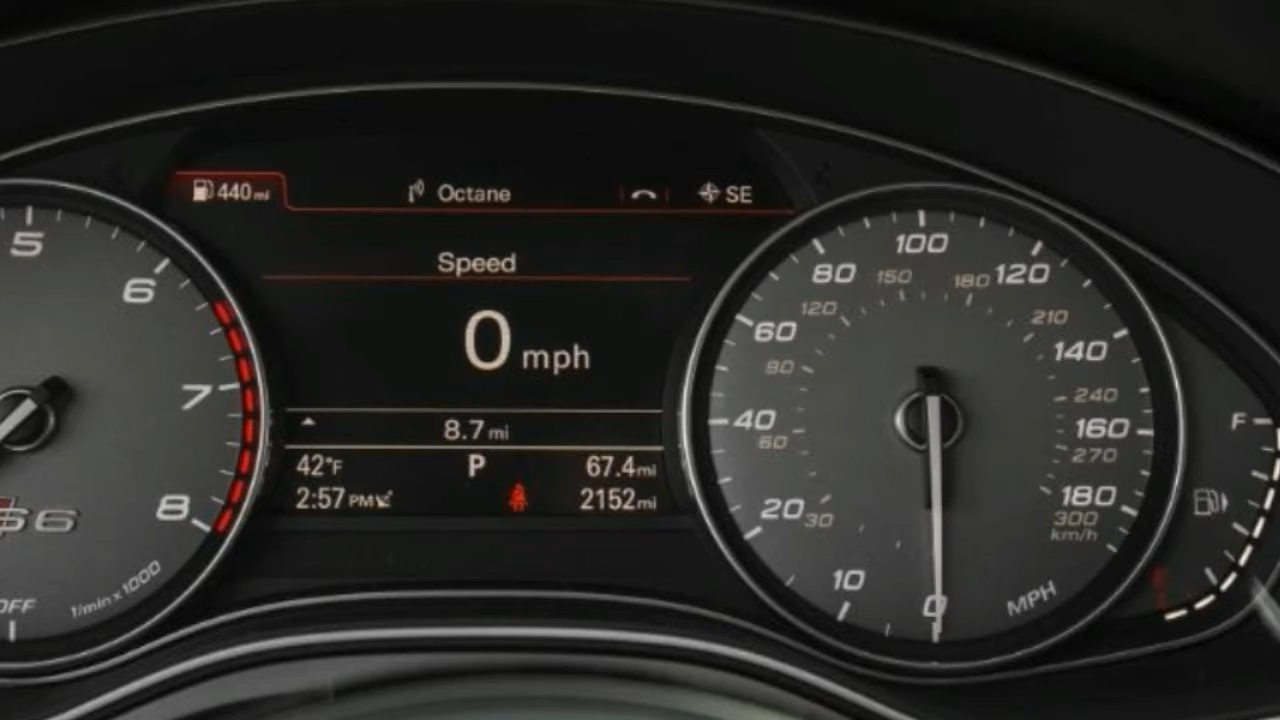 440 mi Octane SE
Speed
0 mph
8.7 mi
42°F P 67.4 mi
2:57 PM 2152 mi
5
6
7
8
S6
OFF
1/min x 1000
0
10
20
40
60
80
100
120
140
160
180
MPH
30
60
90
120
150
180
210
240
270
300
km/h
F